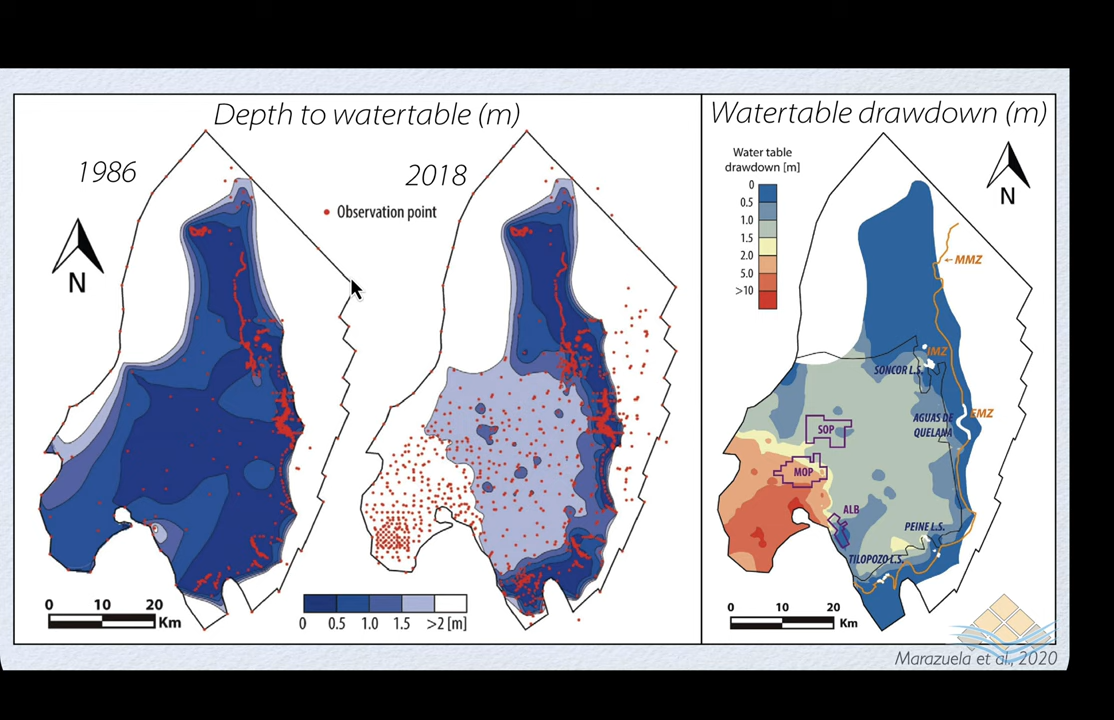 Depth to watertable (m)
1986
2018
Observation point
N
0 10 20
Km
0 0.5 1.0 1.5 >2 [m]
Watertable drawdown (m)
Water table
drawdown [m]
0
0.5
1.0
1.5
2.0
5.0
>10
N
MMZ
IMZ
SONCOR L.S.
AGUAS DE
QUELANA
EMZ
SOP
MOP
ALB
PEINE L.S.
TILOPOZO L.S.
0 10 20
Km
Marazuela et al., 2020